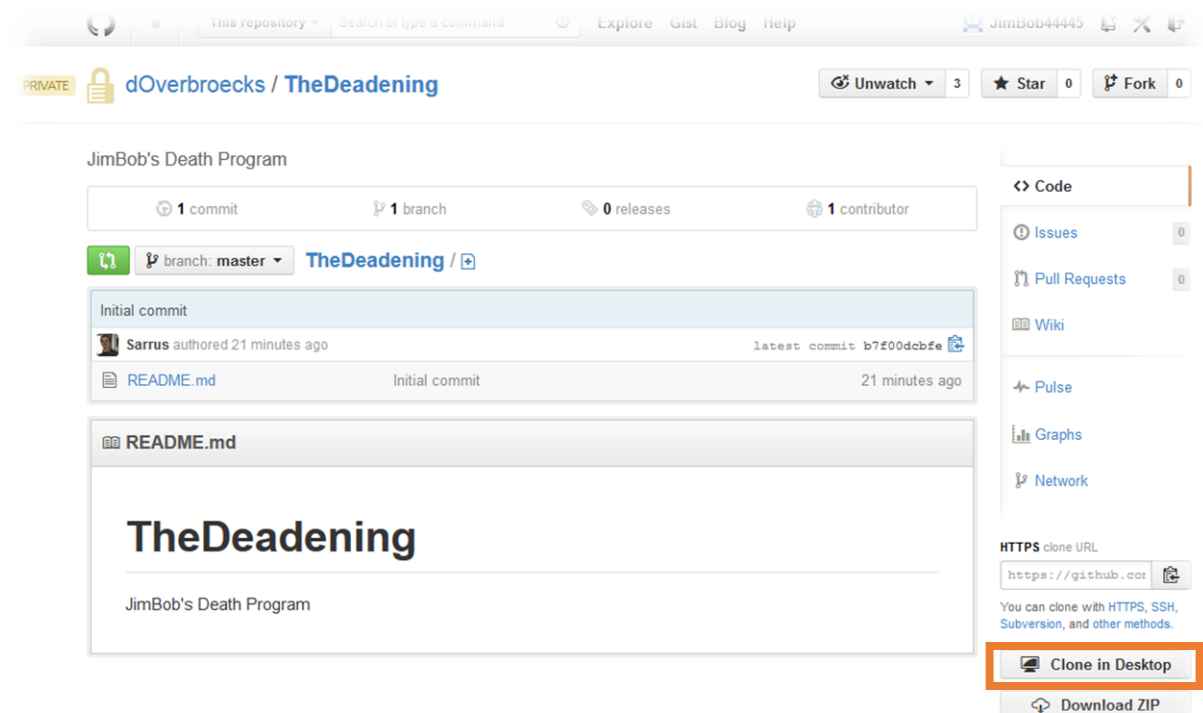 This repository Search or type a command Explore Gist Blog Help JimBob44445
PRIVATE dOverbroecks / TheDeadening Unwatch 3 Star 0 Fork 0
JimBob's Death Program
1 commit 1 branch 0 releases 1 contributor
branch: master TheDeadening /
Initial commit
Sarrus authored 21 minutes ago latest commit b7f00dcbfe
README.md Initial commit 21 minutes ago
README.md
TheDeadening
JimBob's Death Program
Code
Issues 0
Pull Requests 0
Wiki
Pulse
Graphs
Network
HTTPS clone URL
https://github.com
You can clone with HTTPS, SSH,
Subversion, and other methods.
Clone in Desktop
Download ZIP